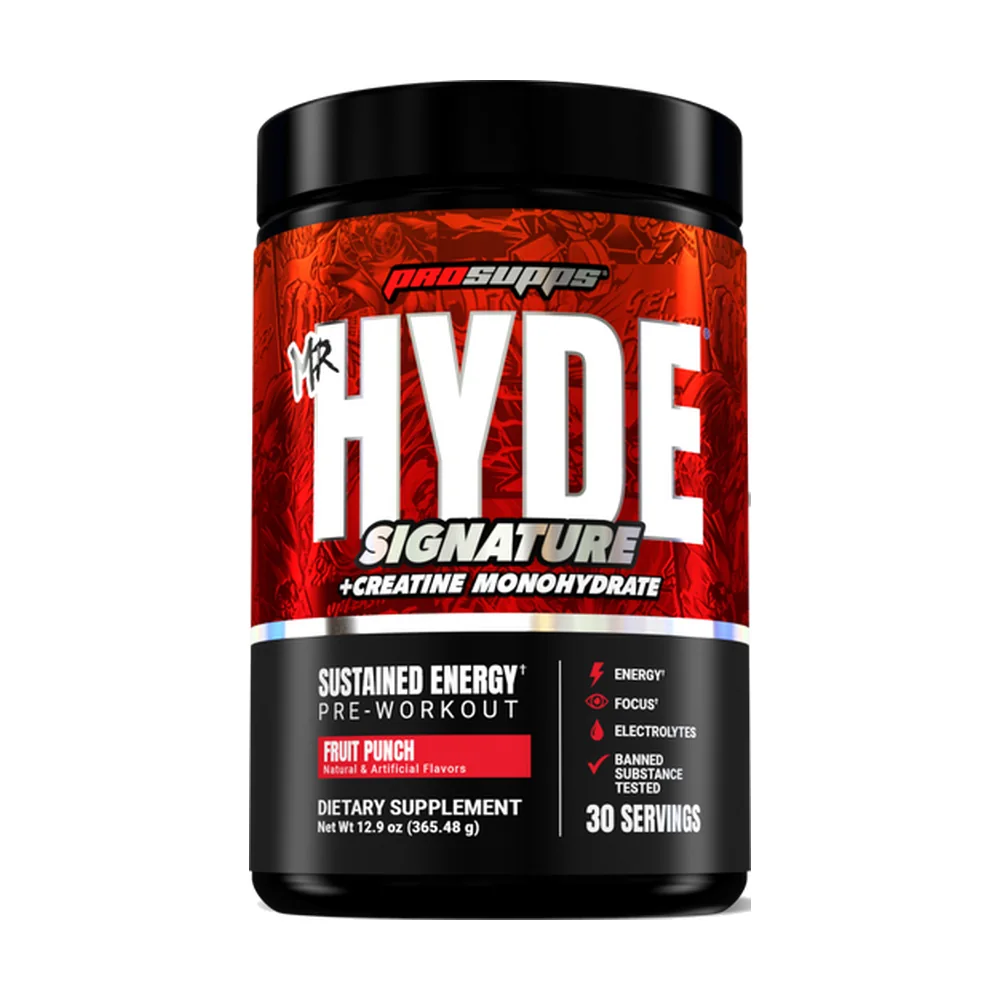 PROSUPPS®
MR
HYDE®
SIGNATURE
+CREATINE MONOHYDRATE
SUSTAINED ENERGY†
PRE-WORKOUT
FRUIT PUNCH
Natural & Artificial Flavors
DIETARY SUPPLEMENT
Net Wt 12.9 oz (365.48 g)
ENERGY†
FOCUS†
ELECTROLYTES
BANNED
SUBSTANCE
TESTED
30 SERVINGS